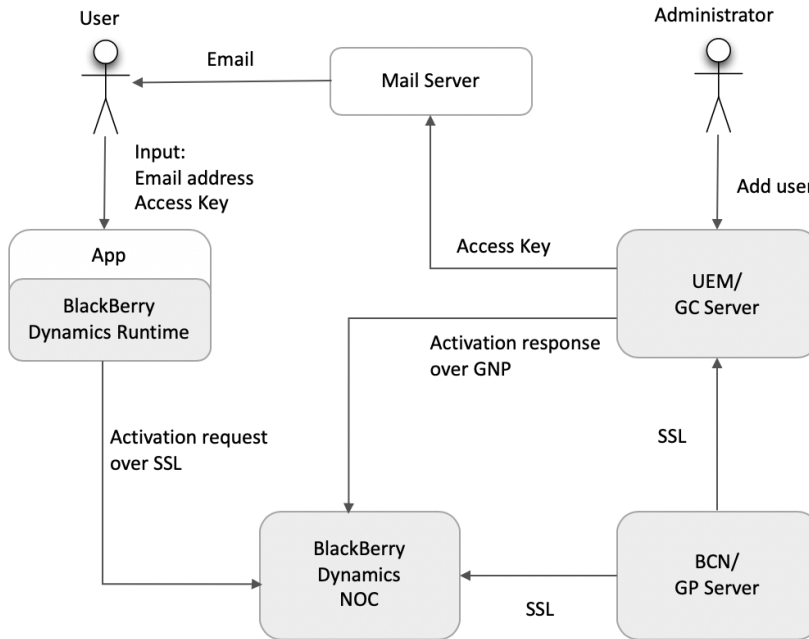 User
Administrator
Email
Mail Server
Input:
Email address
Access Key
Add user
App
BlackBerry
Dynamics Runtime
Access Key
UEM/
GC Server
Activation response
over GNP
Activation request
over SSL
SSL
BlackBerry
Dynamics
NOC
BCN/
GP Server
SSL